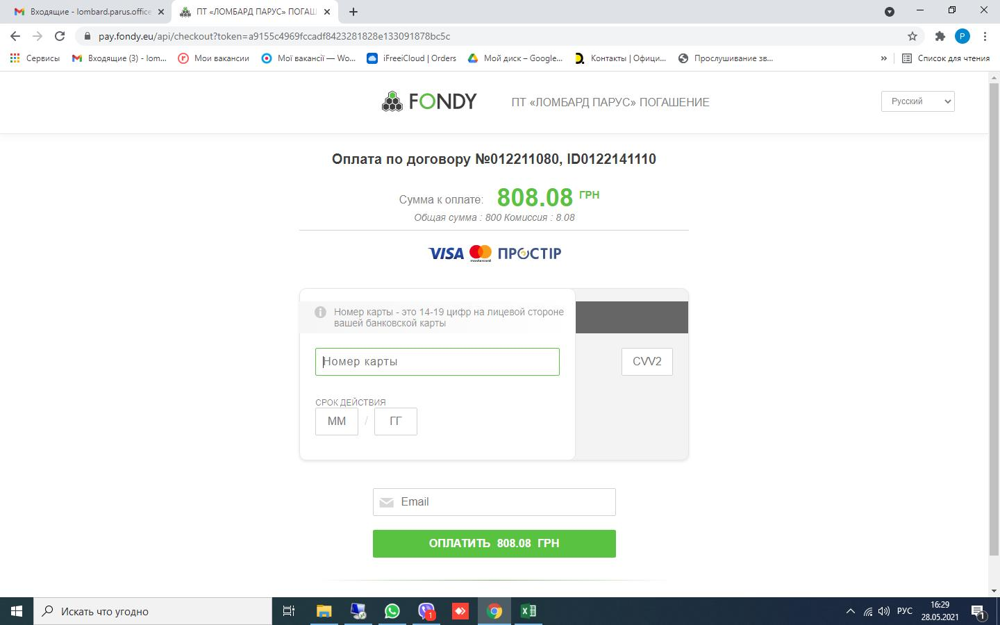 Входящие - lombard.parus.office
ПТ «ЛОМБАРД ПАРУС» ПОГАШ
pay.fondy.eu/api/checkout?token=a9155c4969fccadf8423281828e133091878bc5c
P
Сервисы
Входящие (3) - lom...
Мои вакансии
Мої вакансії — Wo...
iFreeiCloud | Orders
Мой диск – Google...
Контакты | Офици...
Прослушивание зв...
»
Список для чтения
FONDY
ПТ «ЛОМБАРД ПАРУС» ПОГАШЕНИЕ
Русский
Оплата по договору №012211080, ID0122141110
Сумма к оплате: 808.08 ГРН
Общая сумма : 800 Комиссия : 8.08
VISA mastercard ПРОСТІР
Номер карты - это 14-19 цифр на лицевой стороне
вашей банковской карты
Номер карты
CVV2
СРОК ДЕЙСТВИЯ
ММ / ГГ
Email
ОПЛАТИТЬ 808.08 ГРН
Искать что угодно
1
РУС
16:29
28.05.2021
1